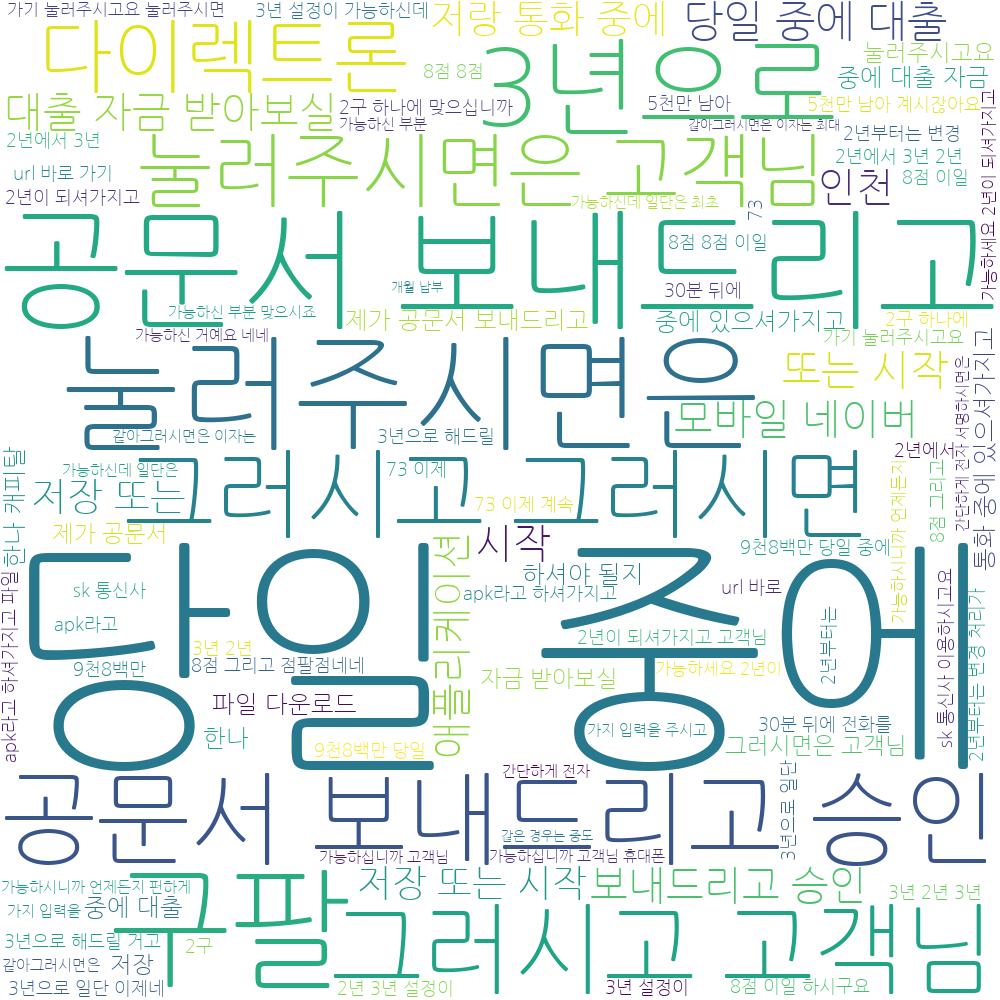 가기 눌러주시고요 눌러주시면
3년 설정이 가능하신데
저랑 통화 중에
당일 중에 대출
다이렉트론
3년으로
눌러주시고요
8점 8점
중에 대출 자금
대출 자금 받아보실
2구 하나에 맞으십니까
5천만 남아
5천만 남아 계시잖아요
가능하신 부분
같아그러시면은 이자는 최대
2년부터는 변경
2년에서 3년
눌러주시면은 고객님
2년에서 3년 2년
url 바로 가기
인천
8점 이일
2년이 되셔가지고
가능하신데 일단은 최초
73
가능하세요 2년이 되셔가지고
공문서 보내드리고
8점 8점 이일
개월 납부
30분 뒤에
가능하신 부분 맞으시죠
제가 공문서 보내드리고
중에 있으셔가지고
2구 하나에
가능하신 거예요 네네
가기 눌러주시고요
눌러주시면은
또는 시작
모바일 네이버
같아그러시면은 이자는
3년으로 해드릴
2년에서
간단하게 전자 서명하시면은
통화 중에 있으셔가지고
한나 캐피탈
가능하신데 일단은
그러시고 그러시면
73 이제
가능하시니까 언제든지
8점 그리고
저장 또는
73 이제 계속
제가 공문서
시작
9천8백만 당일 중에
당일 중에
애플리케이션
하셔야 될지
sk 통신사
apk라고 하셔가지고
url 바로
apk라고
2년이 되셔가지고 고객님
2년부터는
3년 2년
8점 그리고 점팔점네네
9천8백만
자금 받아보실
가능하세요 2년이
apk라고 하셔가지고 파일
파일 다운로드
가지 입력을 주시고
30분 뒤에 전화를
sk 통신사 이용하시고요
2년부터는 변경 처리가
한나
9천8백만 당일
그러시면은 고객님
간단하게 전자
공문서 보내드리고 승인
3년으로 일단
같은 경우는 중도
가능하십니까 고객님
가능하십니까 고객님 휴대폰
구팔
저장 또는 시작
보내드리고 승인
가능하시니까 언제든지 편하게
3년 2년 3년
가지 입력을
중에 대출
그러시고 고객님
3년으로 해드릴 거고
2구
같아그러시면은
저장
3년으로 일단 이제네
2년 3년 설정이
3년 설정이
8점 이일 하시구요